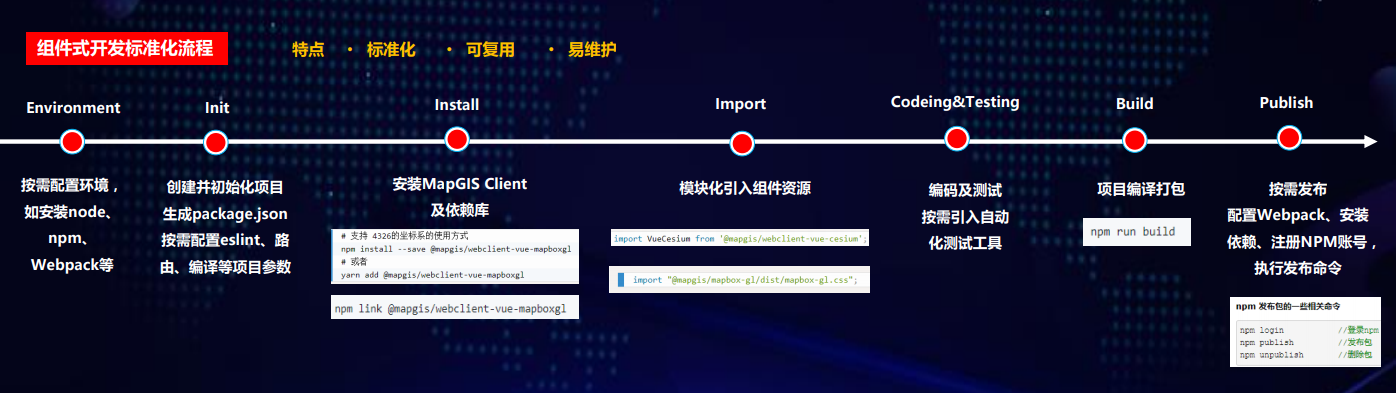 组件式开发标准化流程
特点 · 标准化 · 可复用 · 易维护
Environment
按需配置环境，
如安装node、
npm、
Webpack等
Init
创建并初始化项目
生成package.json
按需配置eslint、路
由、编译等项目参数
Install
安装MapGIS Client
及依赖库
# 支持 4326的坐标系的使用方式
npm install --save @mapgis/webclient-vue-mapboxgl
# 或者
yarn add @mapgis/webclient-vue-mapboxgl
npm link @mapgis/webclient-vue-mapboxgl
Import
模块化引入组件资源
import VueCesium from '@mapgis/webclient-vue-cesium';
import "@mapgis/mapbox-gl/dist/mapbox-gl.css";
Codeing&Testing
编码及测试
按需引入自动
化测试工具
Build
项目编译打包
npm run build
Publish
按需发布
配置Webpack、安装
依赖、注册NPM账号，
执行发布命令
npm 发布包的一些相关命令
npm login //登录npm
npm publish //发布包
npm unpublish //删除包